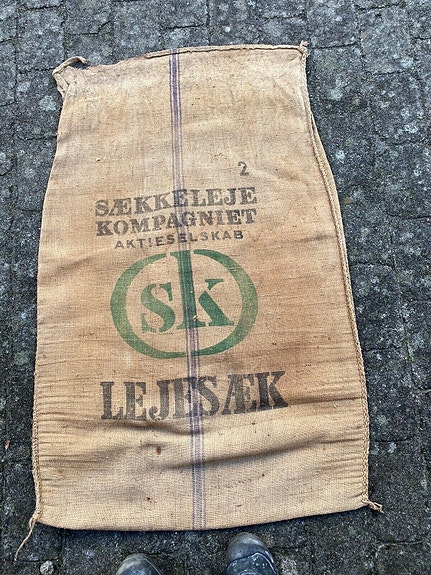 2
SÆKKELEJE
KOMPAGNIET
AKTIESELSKAB
SK
LEJESÆK